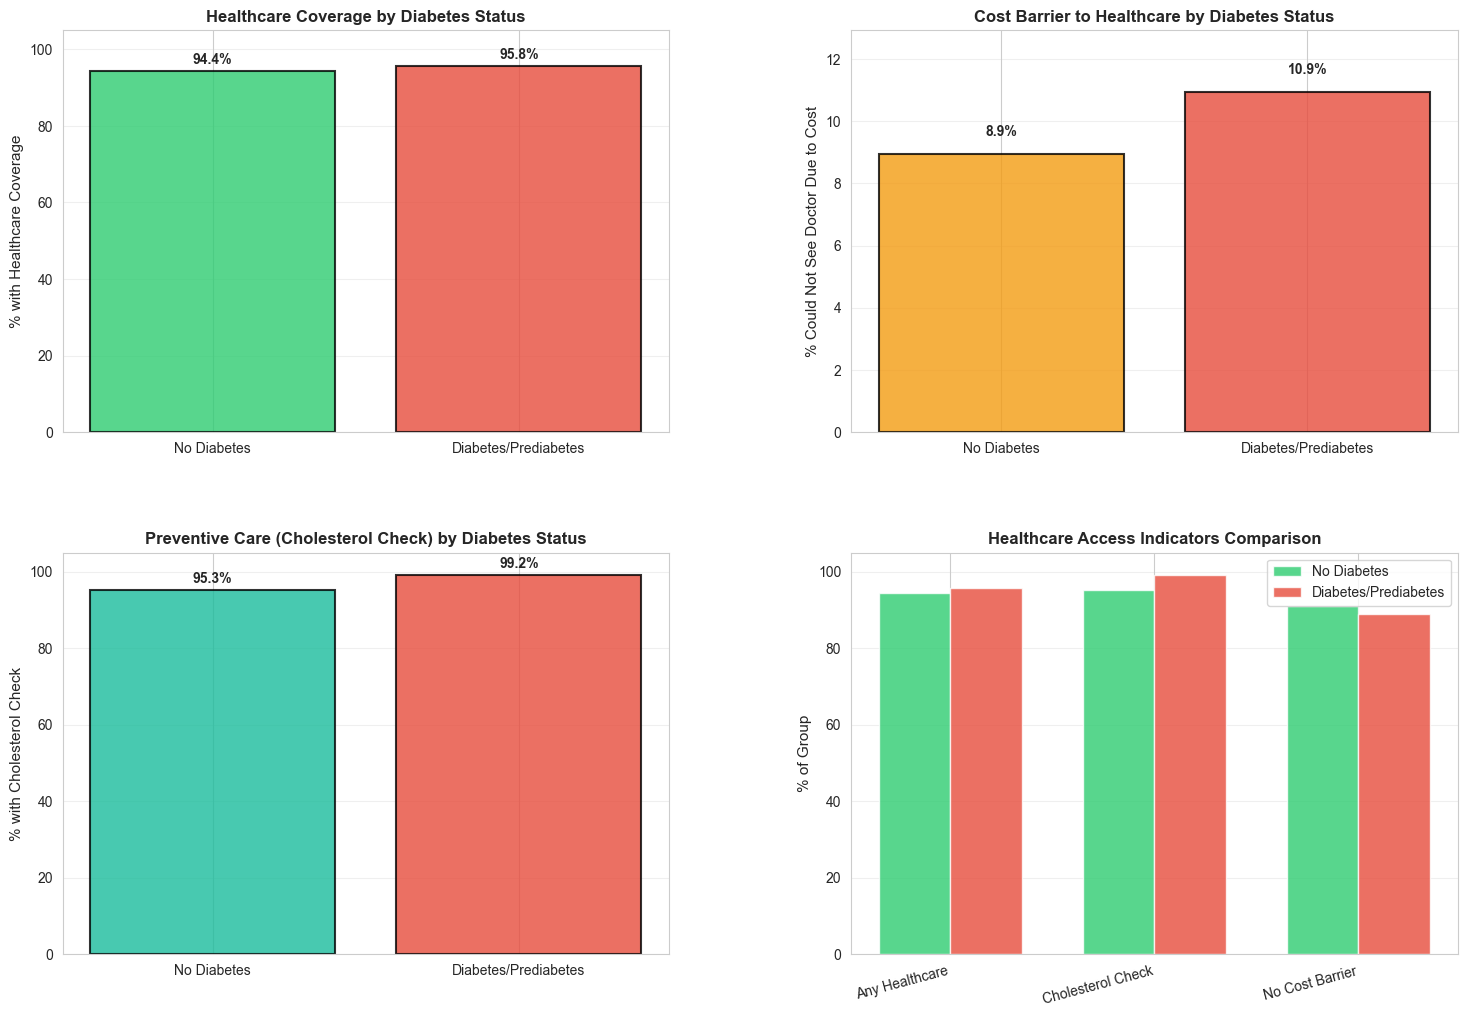 Healthcare Coverage by Diabetes Status
% with Healthcare Coverage
100
80
60
40
20
0
94.4%
95.8%
No Diabetes
Diabetes/Prediabetes
Cost Barrier to Healthcare by Diabetes Status
% Could Not See Doctor Due to Cost
12
10
8
6
4
2
0
8.9%
10.9%
No Diabetes
Diabetes/Prediabetes
Preventive Care (Cholesterol Check) by Diabetes Status
% with Cholesterol Check
100
80
60
40
20
0
95.3%
99.2%
No Diabetes
Diabetes/Prediabetes
Healthcare Access Indicators Comparison
% of Group
100
80
60
40
20
0
No Diabetes
Diabetes/Prediabetes
Any Healthcare
Cholesterol Check
No Cost Barrier